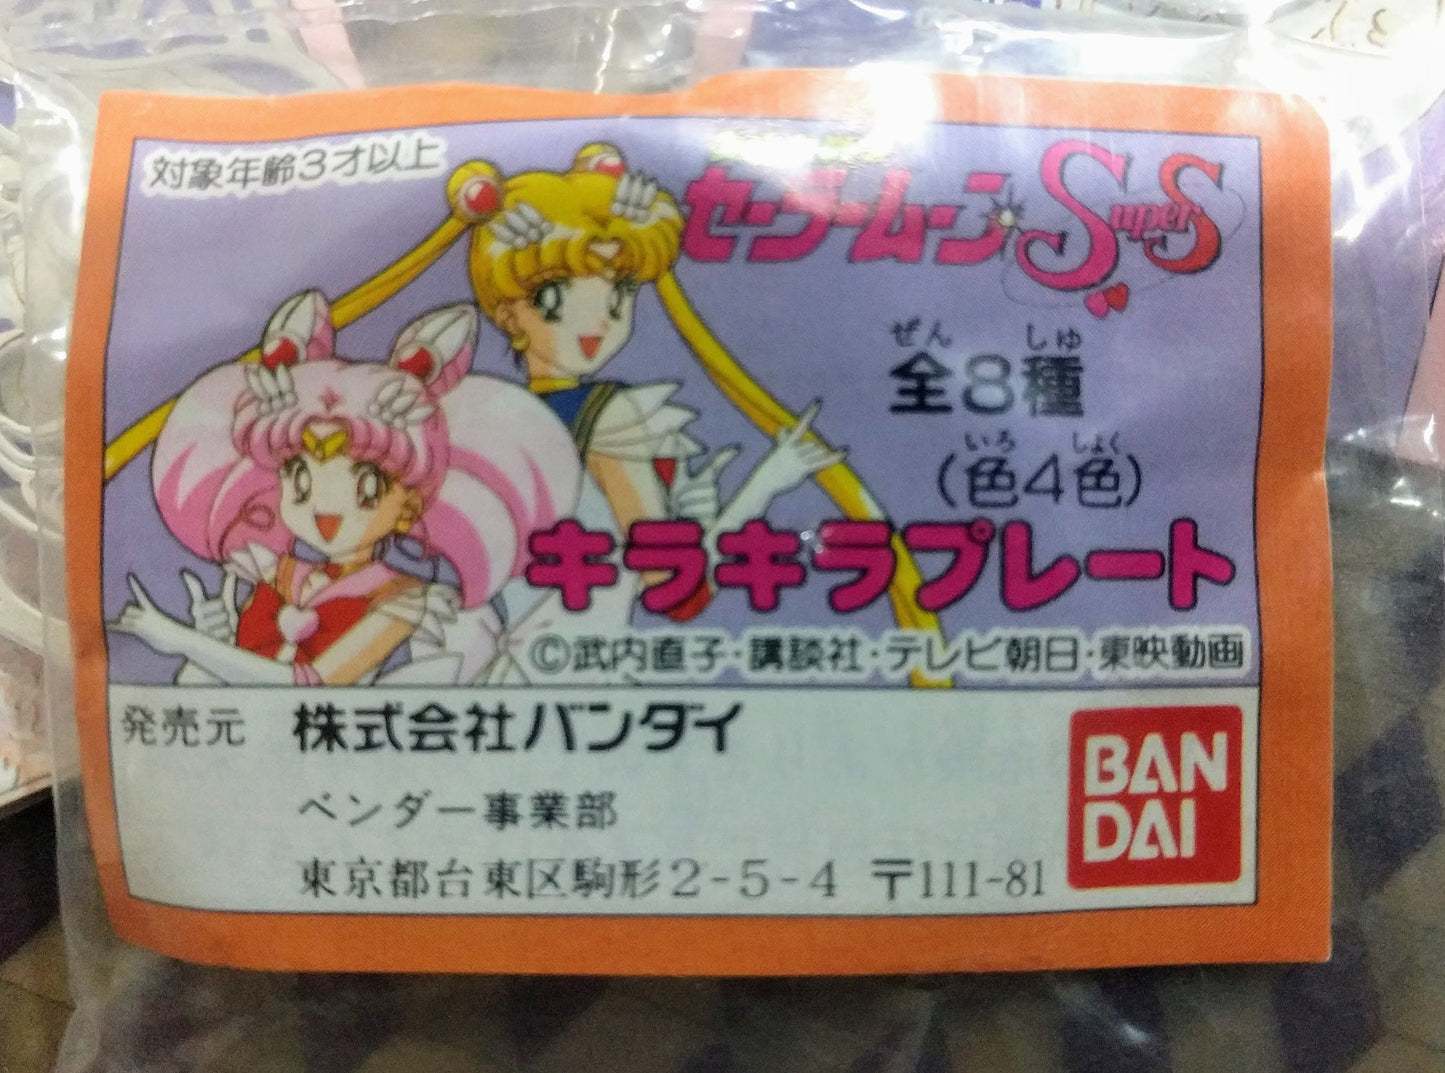 対象年齢3才以上
セーラームーン SuperS
ぜん しゅ
全8種
いろ しょく
(色4色)
キラキラプレート
©武内直子・講談社・テレビ朝日・東映動画
発売元 株式会社バンダイ
ベンダー事業部
東京都台東区駒形2-5-4 〒111-81
BAN
DAI